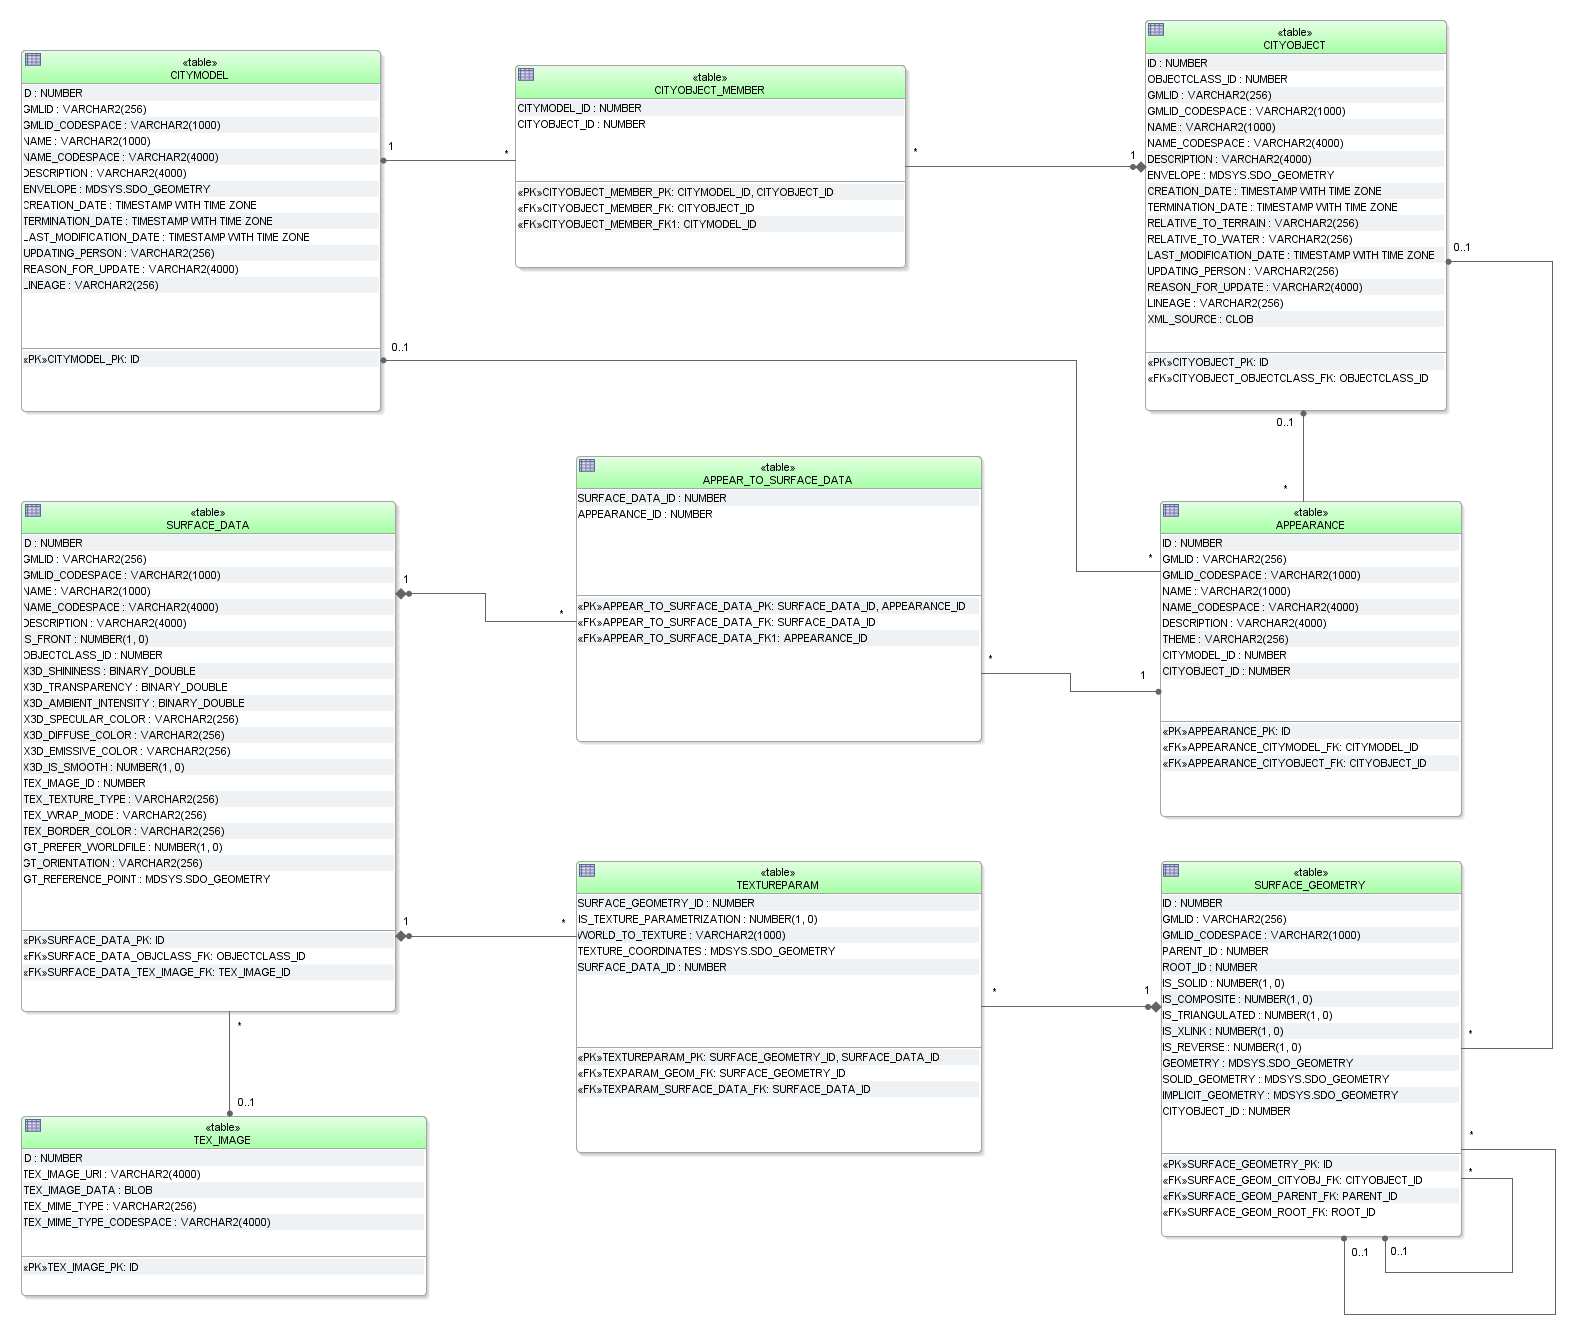 «table»
CITYMODEL
D : NUMBER
GMLID : VARCHAR2(256)
GMLID_CODESPACE : VARCHAR2(1000)
NAME : VARCHAR2(1000)
NAME_CODESPACE : VARCHAR2(4000)
DESCRIPTION : VARCHAR2(4000)
ENVELOPE : MDSYS.SDO_GEOMETRY
CREATION_DATE : TIMESTAMP WITH TIME ZONE
TERMINATION_DATE : TIMESTAMP WITH TIME ZONE
LAST_MODIFICATION_DATE : TIMESTAMP WITH TIME ZONE
UPDATING_PERSON : VARCHAR2(256)
REASON_FOR_UPDATE : VARCHAR2(4000)
LINEAGE : VARCHAR2(256)
«PK»CITYMODEL_PK: ID
1
*
0..1
*
«table»
CITYOBJECT_MEMBER
CITYMODEL_ID : NUMBER
CITYOBJECT_ID : NUMBER
«PK»CITYOBJECT_MEMBER_PK: CITYMODEL_ID, CITYOBJECT_ID
«FK»CITYOBJECT_MEMBER_FK: CITYOBJECT_ID
«FK»CITYOBJECT_MEMBER_FK1: CITYMODEL_ID
*
1
«table»
CITYOBJECT
ID : NUMBER
OBJECTCLASS_ID : NUMBER
GMLID : VARCHAR2(256)
GMLID_CODESPACE : VARCHAR2(1000)
NAME : VARCHAR2(1000)
NAME_CODESPACE : VARCHAR2(4000)
DESCRIPTION : VARCHAR2(4000)
ENVELOPE : MDSYS.SDO_GEOMETRY
CREATION_DATE : TIMESTAMP WITH TIME ZONE
TERMINATION_DATE : TIMESTAMP WITH TIME ZONE
RELATIVE_TO_TERRAIN : VARCHAR2(256)
RELATIVE_TO_WATER : VARCHAR2(256)
LAST_MODIFICATION_DATE : TIMESTAMP WITH TIME ZONE
UPDATING_PERSON : VARCHAR2(256)
REASON_FOR_UPDATE : VARCHAR2(4000)
LINEAGE : VARCHAR2(256)
XML_SOURCE : CLOB
«PK»CITYOBJECT_PK: ID
«FK»CITYOBJECT_OBJECTCLASS_FK: OBJECTCLASS_ID
0..1
0..1
*
«table»
SURFACE_DATA
D : NUMBER
GMLID : VARCHAR2(256)
GMLID_CODESPACE : VARCHAR2(1000)
NAME : VARCHAR2(1000)
NAME_CODESPACE : VARCHAR2(4000)
DESCRIPTION : VARCHAR2(4000)
S_FRONT : NUMBER(1, 0)
OBJECTCLASS_ID : NUMBER
X3D_SHININESS : BINARY_DOUBLE
X3D_TRANSPARENCY : BINARY_DOUBLE
X3D_AMBIENT_INTENSITY : BINARY_DOUBLE
X3D_SPECULAR_COLOR : VARCHAR2(256)
X3D_DIFFUSE_COLOR : VARCHAR2(256)
X3D_EMISSIVE_COLOR : VARCHAR2(256)
X3D_IS_SMOOTH : NUMBER(1, 0)
TEX_IMAGE_ID : NUMBER
TEX_TEXTURE_TYPE : VARCHAR2(256)
TEX_WRAP_MODE : VARCHAR2(256)
TEX_BORDER_COLOR : VARCHAR2(256)
GT_PREFER_WORLDFILE : NUMBER(1, 0)
GT_ORIENTATION : VARCHAR2(256)
GT_REFERENCE_POINT : MDSYS.SDO_GEOMETRY
«PK»SURFACE_DATA_PK: ID
«FK»SURFACE_DATA_OBJCLASS_FK: OBJECTCLASS_ID
«FK»SURFACE_DATA_TEX_IMAGE_FK: TEX_IMAGE_ID
1
*
1
*
*
0..1
«table»
APPEAR_TO_SURFACE_DATA
SURFACE_DATA_ID : NUMBER
APPEARANCE_ID : NUMBER
«PK»APPEAR_TO_SURFACE_DATA_PK: SURFACE_DATA_ID, APPEARANCE_ID
«FK»APPEAR_TO_SURFACE_DATA_FK: SURFACE_DATA_ID
«FK»APPEAR_TO_SURFACE_DATA_FK1: APPEARANCE_ID
*
1
«table»
APPEARANCE
ID : NUMBER
GMLID : VARCHAR2(256)
GMLID_CODESPACE : VARCHAR2(1000)
NAME : VARCHAR2(1000)
NAME_CODESPACE : VARCHAR2(4000)
DESCRIPTION : VARCHAR2(4000)
THEME : VARCHAR2(256)
CITYMODEL_ID : NUMBER
CITYOBJECT_ID : NUMBER
«PK»APPEARANCE_PK: ID
«FK»APPEARANCE_CITYMODEL_FK: CITYMODEL_ID
«FK»APPEARANCE_CITYOBJECT_FK: CITYOBJECT_ID
«table»
TEXTUREPARAM
SURFACE_GEOMETRY_ID : NUMBER
IS_TEXTURE_PARAMETRIZATION : NUMBER(1, 0)
WORLD_TO_TEXTURE : VARCHAR2(1000)
TEXTURE_COORDINATES : MDSYS.SDO_GEOMETRY
SURFACE_DATA_ID : NUMBER
«PK»TEXTUREPARAM_PK: SURFACE_GEOMETRY_ID, SURFACE_DATA_ID
«FK»TEXPARAM_GEOM_FK: SURFACE_GEOMETRY_ID
«FK»TEXPARAM_SURFACE_DATA_FK: SURFACE_DATA_ID
*
1
«table»
SURFACE_GEOMETRY
ID : NUMBER
GMLID : VARCHAR2(256)
GMLID_CODESPACE : VARCHAR2(1000)
PARENT_ID : NUMBER
ROOT_ID : NUMBER
IS_SOLID : NUMBER(1, 0)
IS_COMPOSITE : NUMBER(1, 0)
IS_TRIANGULATED : NUMBER(1, 0)
IS_XLINK : NUMBER(1, 0)
IS_REVERSE : NUMBER(1, 0)
GEOMETRY : MDSYS.SDO_GEOMETRY
SOLID_GEOMETRY : MDSYS.SDO_GEOMETRY
IMPLICIT_GEOMETRY : MDSYS.SDO_GEOMETRY
CITYOBJECT_ID : NUMBER
«PK»SURFACE_GEOMETRY_PK: ID
«FK»SURFACE_GEOM_CITYOBJ_FK: CITYOBJECT_ID
«FK»SURFACE_GEOM_PARENT_FK: PARENT_ID
«FK»SURFACE_GEOM_ROOT_FK: ROOT_ID
*
*
*
0..1
0..1
«table»
TEX_IMAGE
D : NUMBER
TEX_IMAGE_URI : VARCHAR2(4000)
TEX_IMAGE_DATA : BLOB
TEX_MIME_TYPE : VARCHAR2(256)
TEX_MIME_TYPE_CODESPACE : VARCHAR2(4000)
«PK»TEX_IMAGE_PK: ID